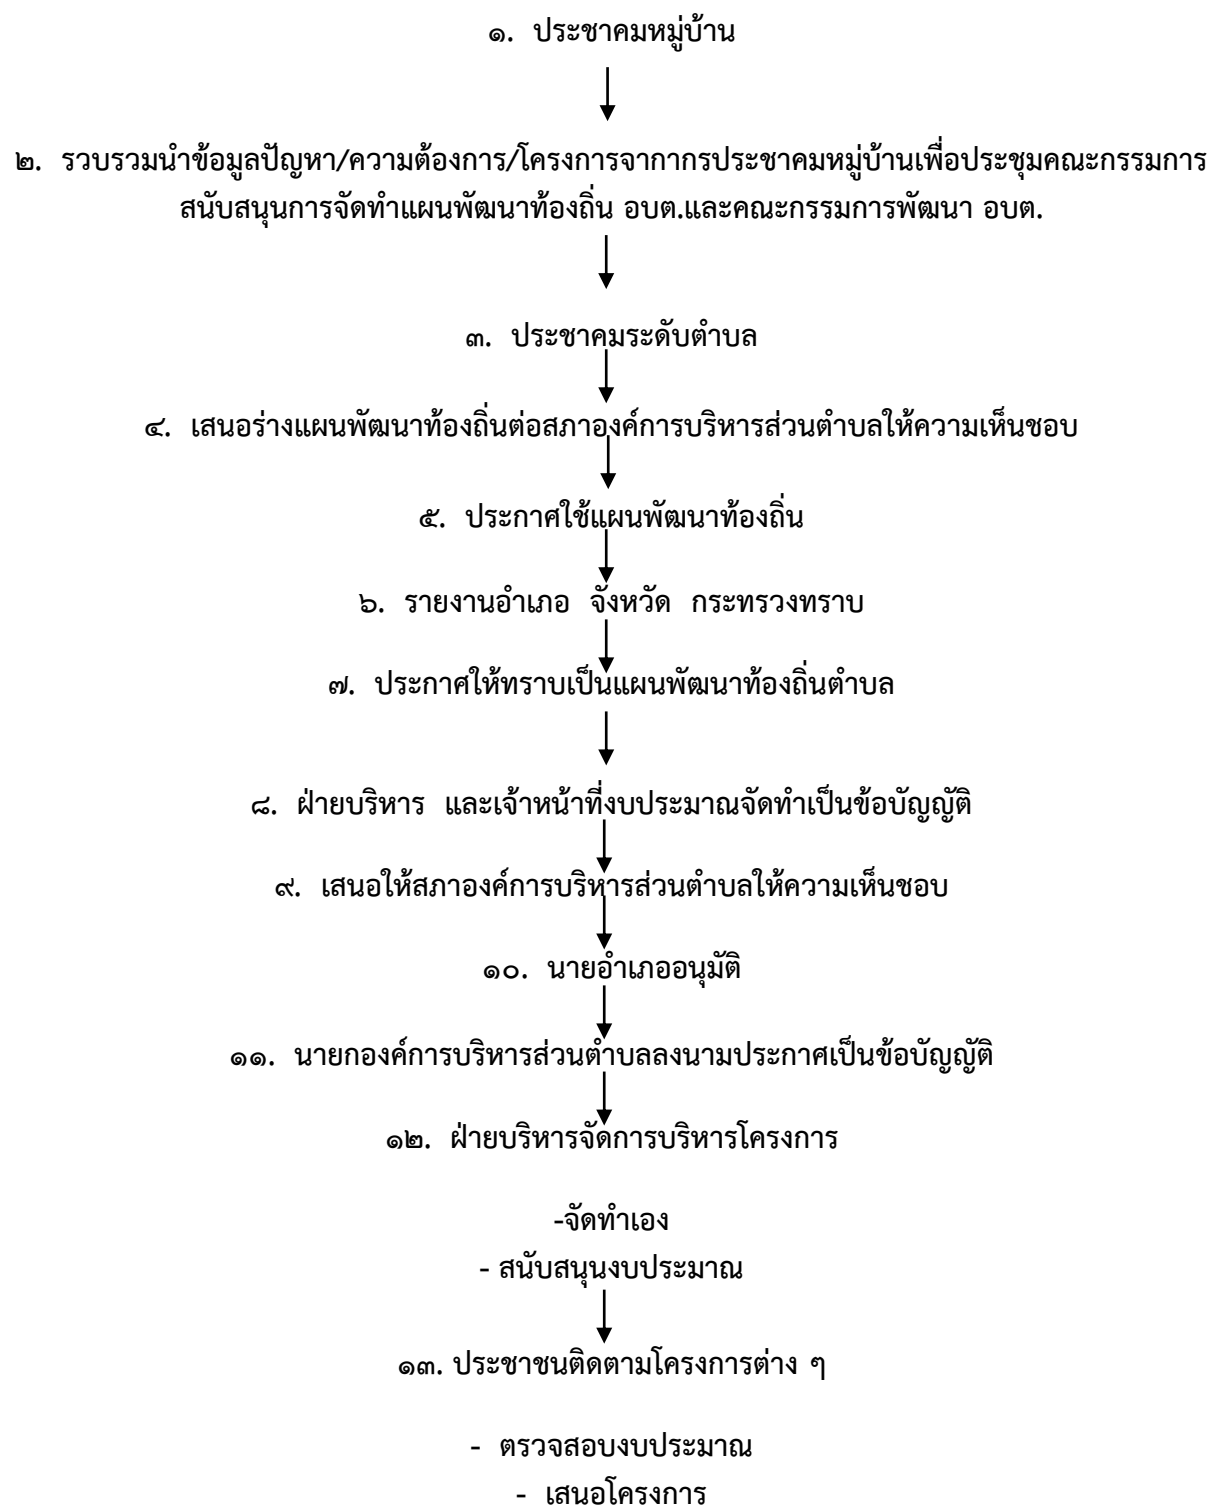 ๑. ประชาคมหมู่บ้าน
๒. รวบรวมนำข้อมูลปัญหา/ความต้องการ/โครงการจากากรประชาคมหมู่บ้านเพื่อประชุมคณะกรรมการ
สนับสนุนการจัดทำแผนพัฒนาท้องถิ่น อบต.และคณะกรรมการพัฒนา อบต.
๓. ประชาคมระดับตำบล
๔. เสนอร่างแผนพัฒนาท้องถิ่นต่อสภาองค์การบริหารส่วนตำบลให้ความเห็นชอบ
๕. ประกาศใช้แผนพัฒนาท้องถิ่น
๖. รายงานอำเภอ จังหวัด กระทรวงทราบ
๗. ประกาศให้ทราบเป็นแผนพัฒนาท้องถิ่นตำบล
๘. ฝ่ายบริหาร และเจ้าหน้าที่งบประมาณจัดทำเป็นข้อบัญญัติ
๙. เสนอให้สภาองค์การบริหารส่วนตำบลให้ความเห็นชอบ
๑๐. นายอำเภออนุมัติ
๑๑. นายกองค์การบริหารส่วนตำบลลงนามประกาศเป็นข้อบัญญัติ
๑๒. ฝ่ายบริหารจัดการบริหารโครงการ
-จัดทำเอง
- สนับสนุนงบประมาณ
๑๓. ประชาชนติดตามโครงการต่าง ๆ
- ตรวจสอบงบประมาณ
- เสนอโครงการ